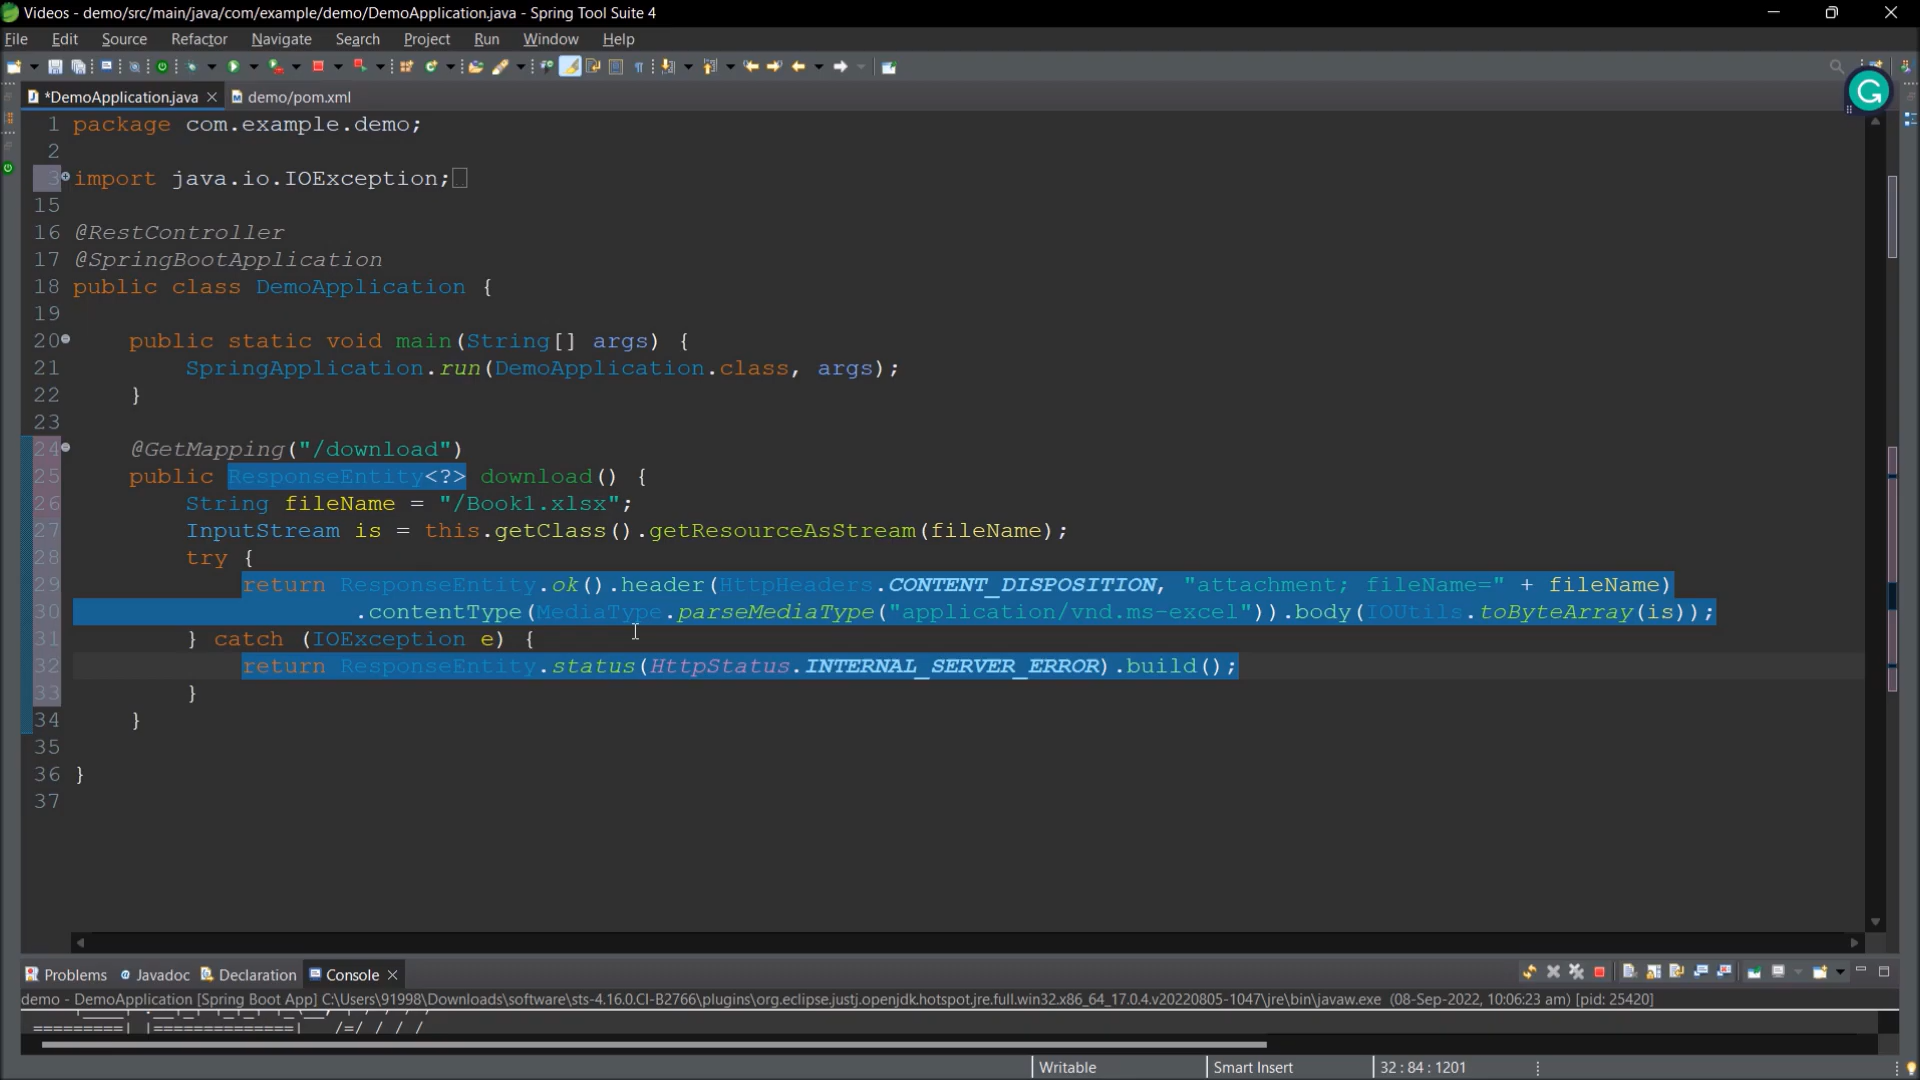 Videos - demo/src/main/java/com/example/demo/DemoApplication.java - Spring Tool Suite 4
File Edit Source Refactor Navigate Search Project Run Window Help
*DemoApplication.java demo/pom.xml
G
1 package com.example.demo;
2
3 import java.io.IOException;
15
16 @RestController
17 @SpringBootApplication
18 public class DemoApplication {
19
20 public static void main(String[] args) {
21 SpringApplication.run(DemoApplication.class, args);
22 }
23
24 @GetMapping("/download")
25 public ResponseEntity<?> download() {
26 String fileName = "/Book1.xlsx";
27 InputStream is = this.getClass().getResourceAsStream(fileName);
28 try {
29 return ResponseEntity.ok().header(HttpHeaders.CONTENT_DISPOSITION, "attachment; fileName=" + fileName)
30 .contentType(MediaType.parseMediaType("application/vnd.ms-excel")).body(IOUtils.toByteArray(is));
31 } catch (IOException e) {
32 return ResponseEntity.status(HttpStatus.INTERNAL_SERVER_ERROR).build();
33 }
34 }
35
36 }
37
Problems Javadoc Declaration Console
demo - DemoApplication [Spring Boot App] C:\Users\91998\Downloads\software\sts-4.16.0.CI-B2766\plugins\org.eclipse.justj.openjdk.hotspot.jre.full.win32.x86_64_17.0.4.v20220805-1047\jre\bin\javaw.exe (08-Sep-2022, 10:06:23 am) [pid: 25420]
=========|_|==============|___/=/_/_/_/
Writable Smart Insert 32 : 84 : 1201